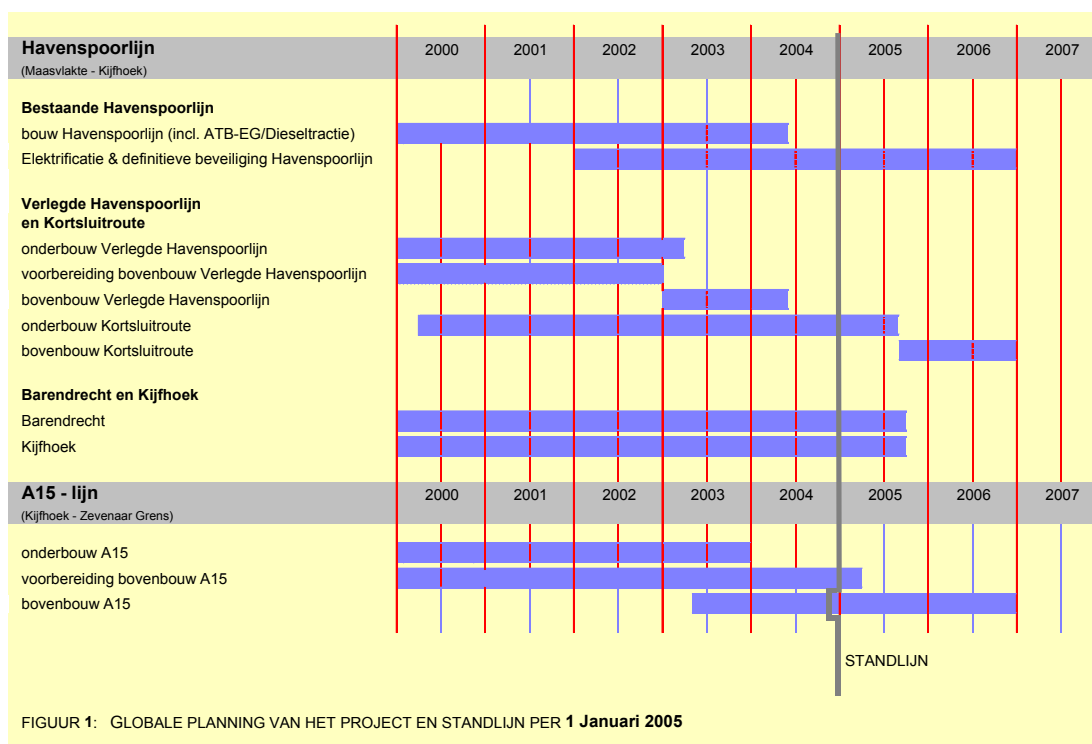 Havenspoorlijn 2000 2001 2002 2003 2004 2005 2006 2007
(Maasvlakte - Kijfhoek)
Bestaande Havenspoorlijn
bouw Havenspoorlijn (incl. ATB-EG/Dieseltractie)
Elektrificatie & definitieve beveiliging Havenspoorlijn
Verlegde Havenspoorlijn
en Kortsluitroute
onderbouw Verlegde Havenspoorlijn
voorbereiding bovenbouw Verlegde Havenspoorlijn
bovenbouw Verlegde Havenspoorlijn
onderbouw Kortsluitroute
bovenbouw Kortsluitroute
Barendrecht en Kijfhoek
Barendrecht
Kijfhoek
A15 - lijn 2000 2001 2002 2003 2004 2005 2006 2007
(Kijfhoek - Zevenaar Grens)
onderbouw A15
voorbereiding bovenbouw A15
bovenbouw A15
STANDLIJN
FIGUUR 1: GLOBALE PLANNING VAN HET PROJECT EN STANDLIJN PER 1 Januari 2005